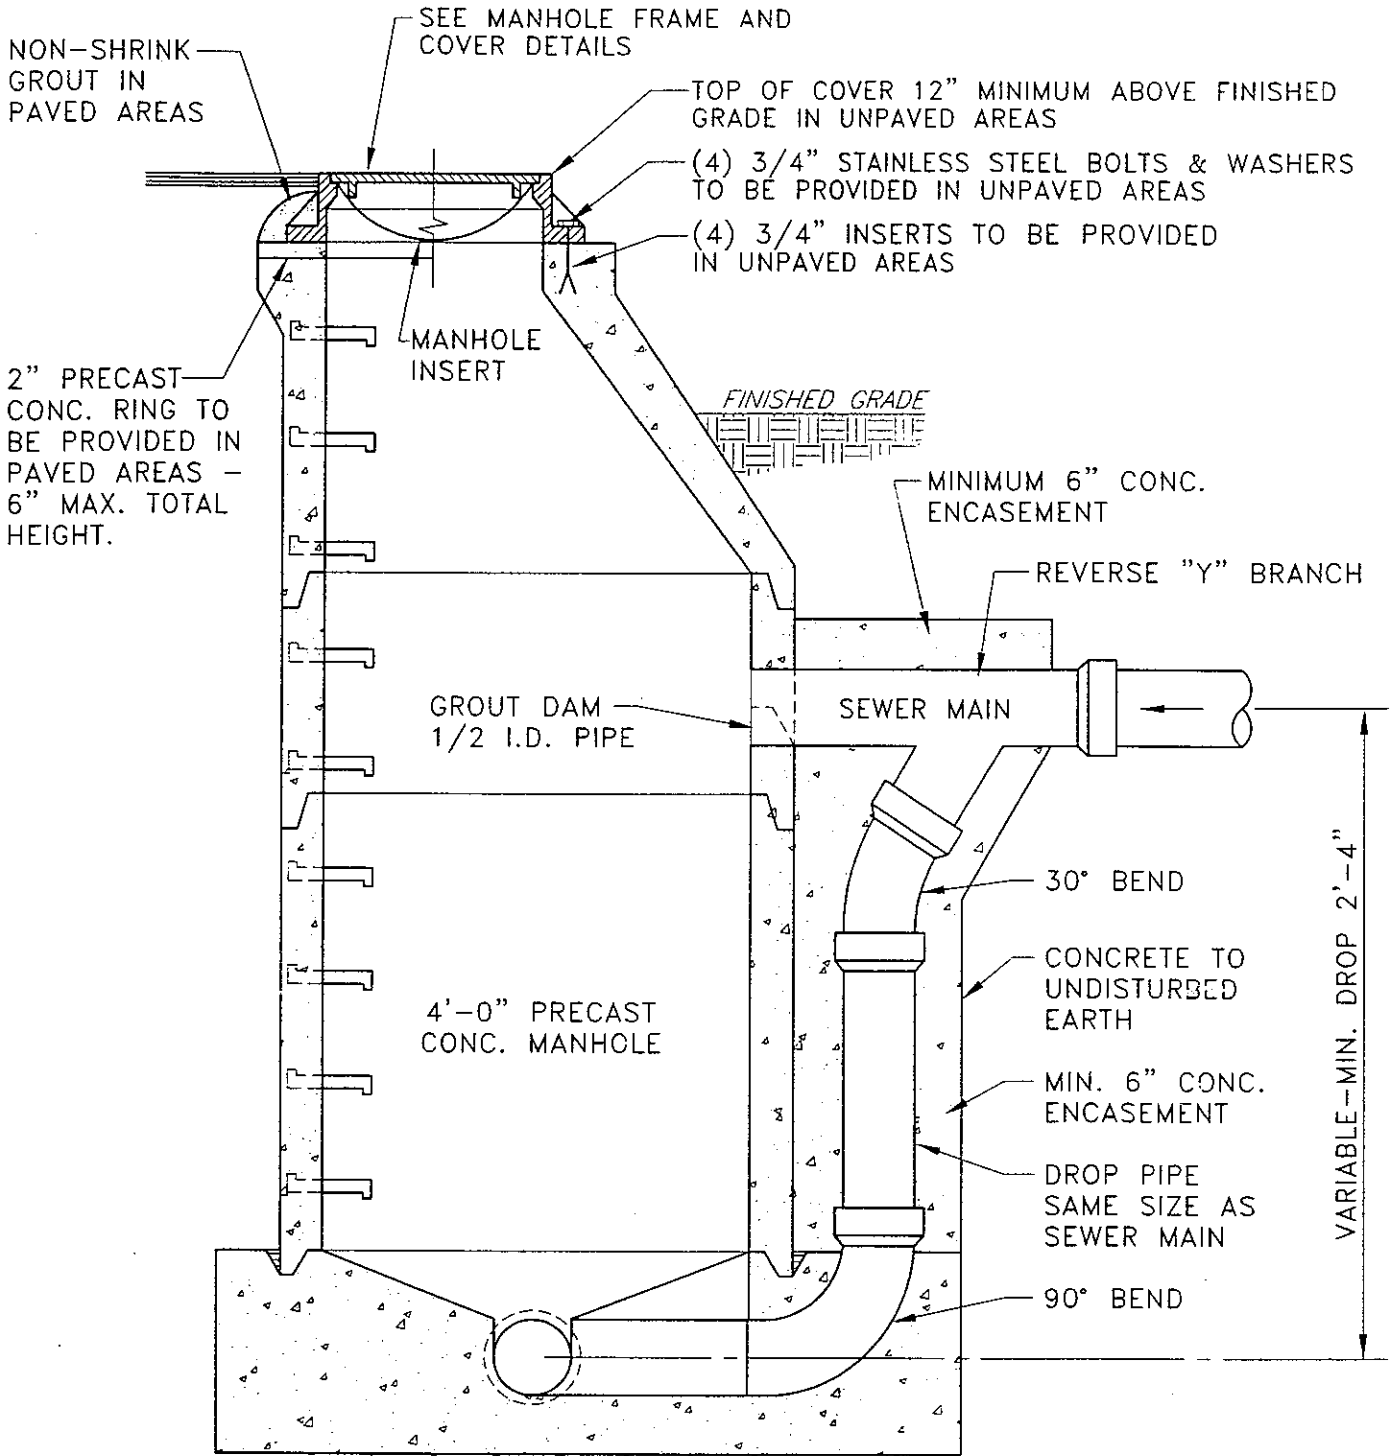 SEE MANHOLE FRAME AND
COVER DETAILS
NON-SHRINK
GROUT IN
PAVED AREAS
TOP OF COVER 12" MINIMUM ABOVE FINISHED
GRADE IN UNPAVED AREAS
(4) 3/4" STAINLESS STEEL BOLTS & WASHERS
TO BE PROVIDED IN UNPAVED AREAS
(4) 3/4" INSERTS TO BE PROVIDED
IN UNPAVED AREAS
MANHOLE
INSERT
2" PRECAST
CONC. RING TO
BE PROVIDED IN
PAVED AREAS -
6" MAX. TOTAL
HEIGHT.
FINISHED GRADE
MINIMUM 6" CONC.
ENCASEMENT
REVERSE "Y" BRANCH
GROUT DAM
1/2 I.D. PIPE
SEWER MAIN
30° BEND
CONCRETE TO
UNDISTURBED
EARTH
4'-0" PRECAST
CONC. MANHOLE
MIN. 6" CONC.
ENCASEMENT
DROP PIPE
SAME SIZE AS
SEWER MAIN
90° BEND
VARIABLE-MIN. DROP 2'-4"